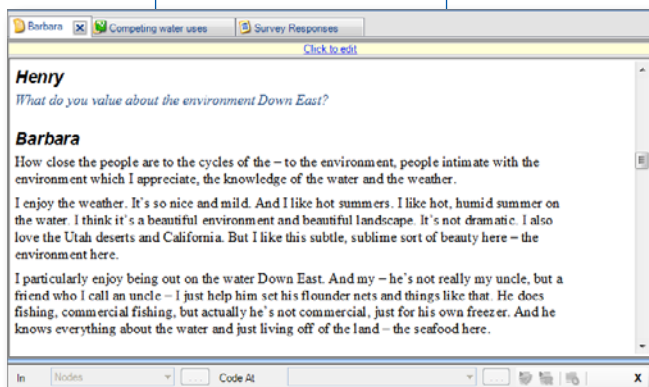 Barbara
Competing water uses
Survey Responses
Click to edit
Henry
What do you value about the environment Down East?
Barbara
How close the people are to the cycles of the – to the environment, people intimate with the
environment which I appreciate, the knowledge of the water and the weather.
I enjoy the weather. It's so nice and mild. And I like hot summers. I like hot, humid summer on
the water. I think it's a beautiful environment and beautiful landscape. It's not dramatic. I also
love the Utah deserts and California. But I like this subtle, sublime sort of beauty here – the
environment here.
I particularly enjoy being out on the water Down East. And my – he's not really my uncle, but a
friend who I call an uncle – I just help him set his flounder nets and things like that. He does
fishing, commercial fishing, but actually he's not commercial, just for his own freezer. And he
knows everything about the water and just living off of the land – the seafood here.
In Nodes ... Code At ... X